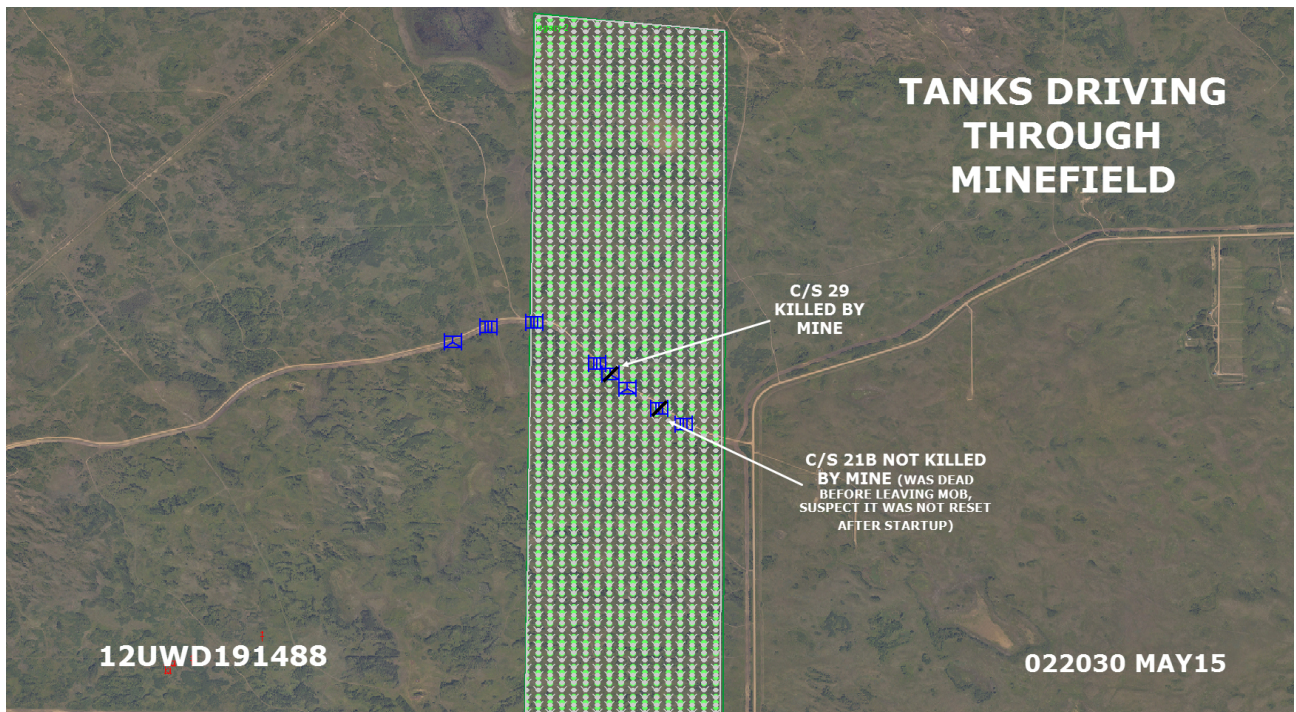 TANKS DRIVING
THROUGH
MINEFIELD
C/S 29
KILLED BY
MINE
C/S 21B NOT KILLED
BY MINE (WAS DEAD
BEFORE LEAVING MOB,
SUSPECT IT WAS NOT RESET
AFTER STARTUP)
12UWD191488
022030 MAY15